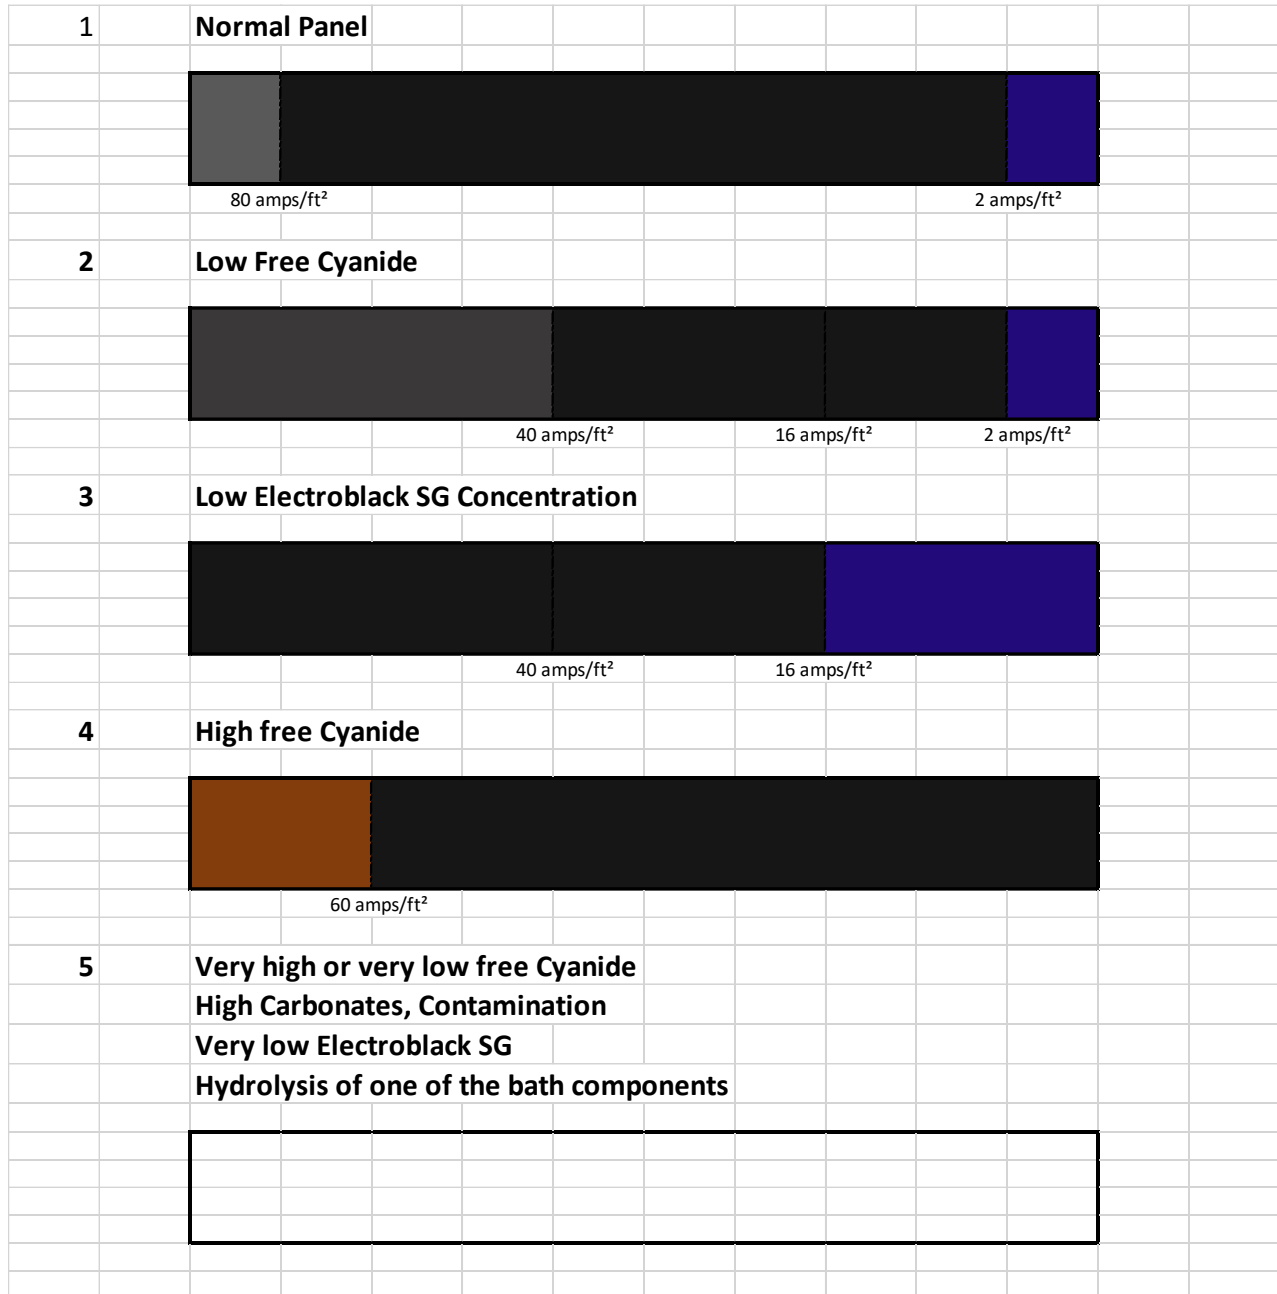 1 Normal Panel
80 amps/ft² 2 amps/ft²
2 Low Free Cyanide
40 amps/ft² 16 amps/ft² 2 amps/ft²
3 Low Electroblack SG Concentration
40 amps/ft² 16 amps/ft²
4 High free Cyanide
60 amps/ft²
5 Very high or very low free Cyanide
High Carbonates, Contamination
Very low Electroblack SG
Hydrolysis of one of the bath components